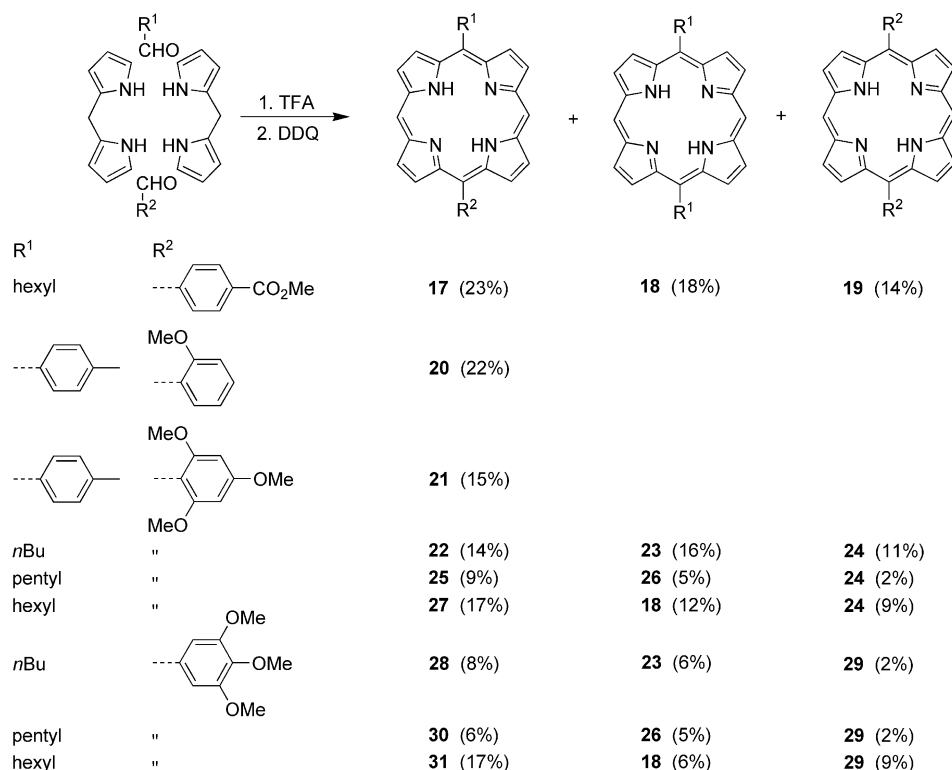 R1 CHO NH HN NH HN CHO R2
1. TFA
2. DDQ
R1 NH N N HN R2
+
R1 NH N N HN R1
+
R2 NH N N HN R2
R1 R2
hexyl CO2Me 17 (23%) 18 (18%) 19 (14%)
MeO
20 (22%)
MeO
OMe 21 (15%)
MeO
nBu " 22 (14%) 23 (16%) 24 (11%)
pentyl " 25 (9%) 26 (5%) 24 (2%)
hexyl " 27 (17%) 18 (12%) 24 (9%)
OMe
nBu OMe 28 (8%) 23 (6%) 29 (2%)
OMe
pentyl " 30 (6%) 26 (5%) 29 (2%)
hexyl " 31 (17%) 18 (6%) 29 (9%)